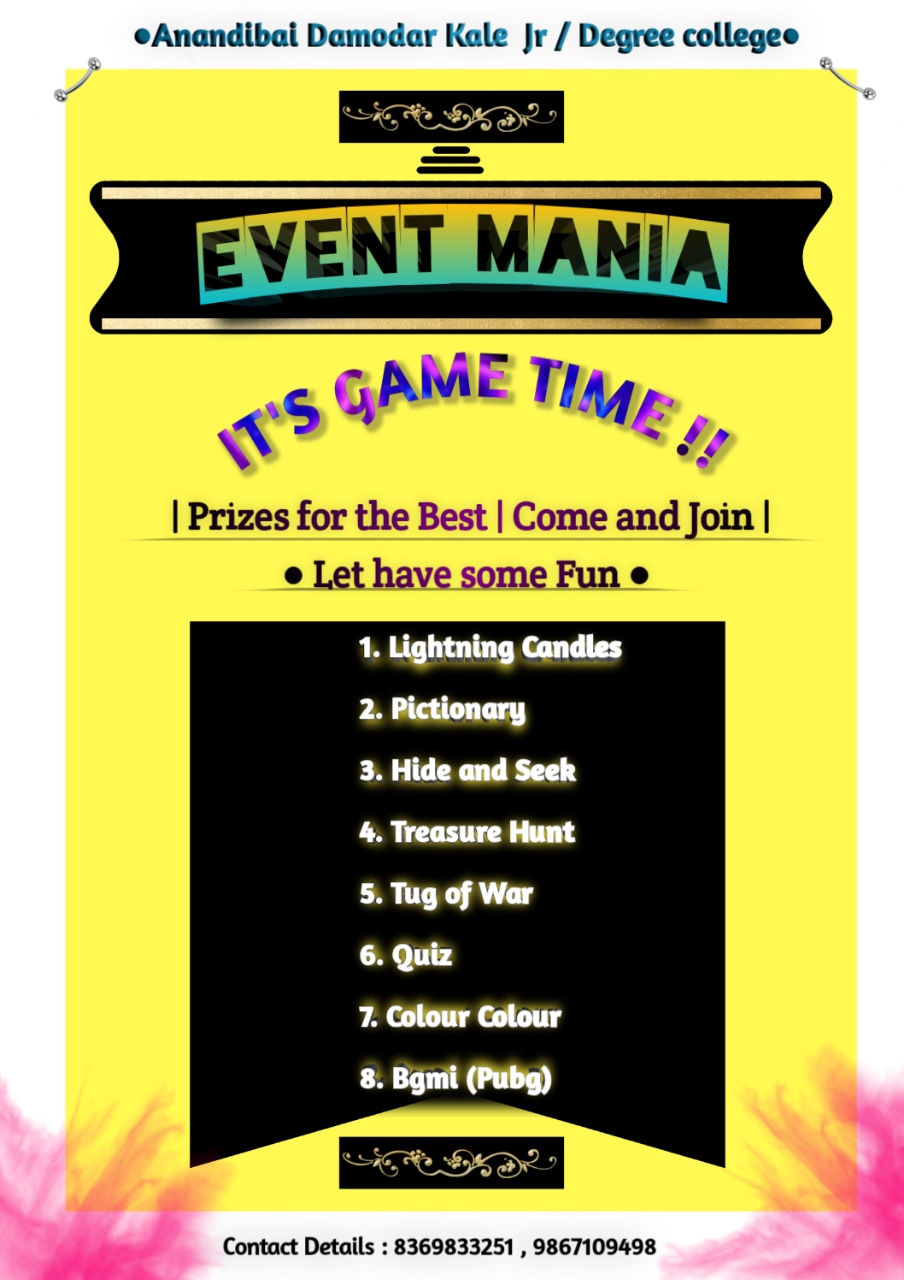 ●Anandibai Damodar Kale Jr / Degree college●
EVENT MANIA
IT'S GAME TIME !!
| Prizes for the Best | Come and Join |
● Let have some Fun ●
1. Lightning Candles
2. Pictionary
3. Hide and Seek
4. Treasure Hunt
5. Tug of War
6. Quiz
7. Colour Colour
8. Bgmi (Pubg)
Contact Details : 8369833251 , 9867109498